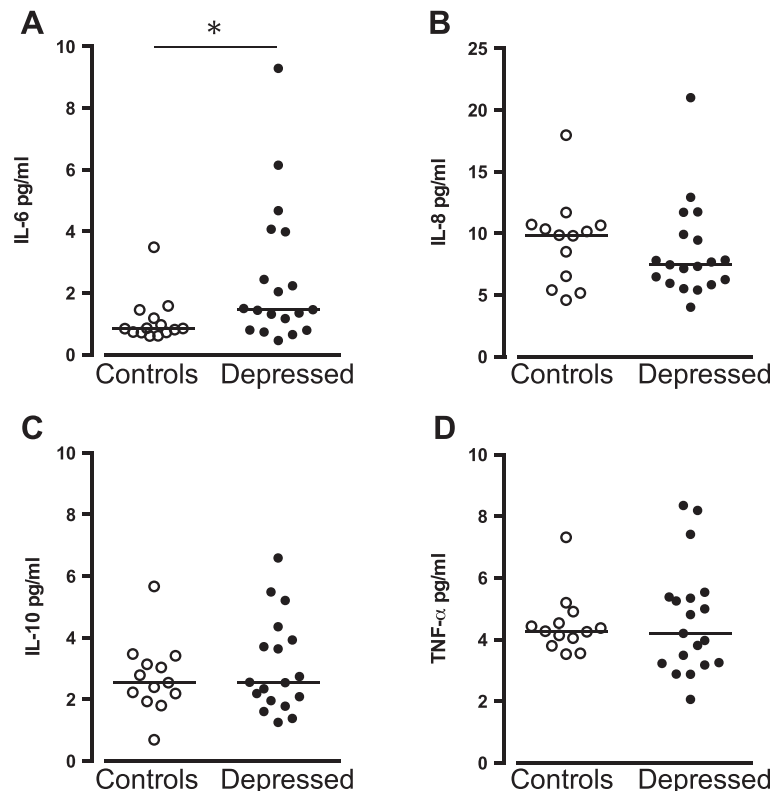 A
*
IL-6 pg/ml
10
8
6
4
2
0
Controls Depressed
B
IL-8 pg/ml
25
20
15
10
5
0
Controls Depressed
C
IL-10 pg/ml
10
8
6
4
2
0
Controls Depressed
D
TNF-α pg/ml
10
8
6
4
2
0
Controls Depressed